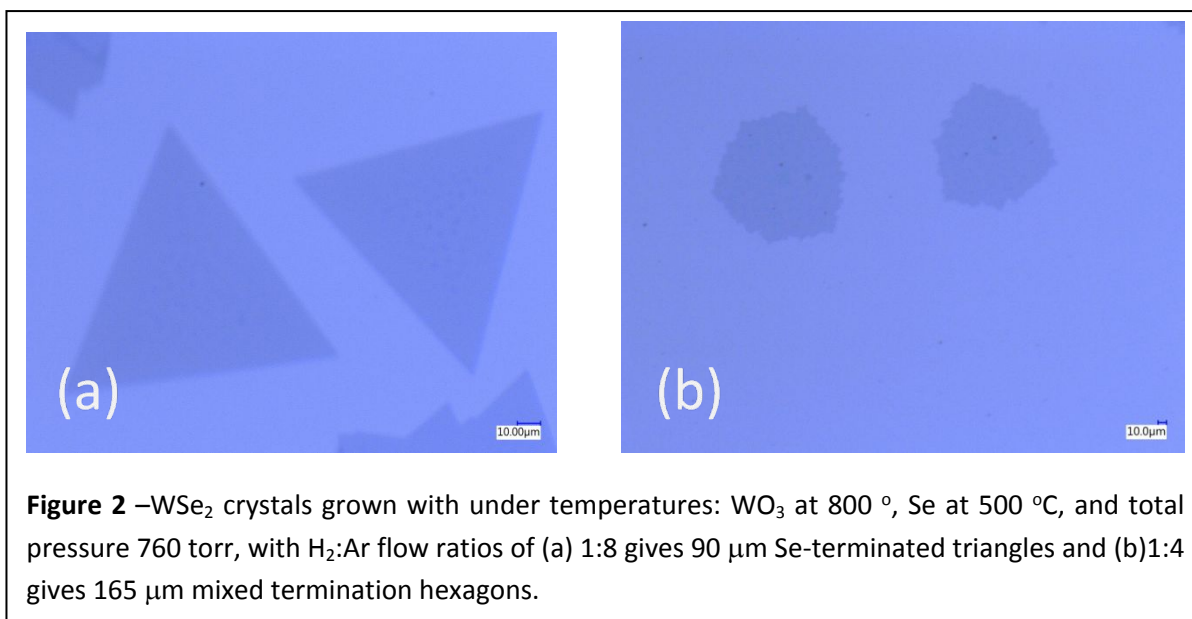 (a)
10.00µm
(b)
10.0µm
Figure 2 –WSe₂ crystals grown with under temperatures: WO₃ at 800 °, Se at 500 °C, and total
pressure 760 torr, with H₂:Ar flow ratios of (a) 1:8 gives 90 µm Se-terminated triangles and (b)1:4
gives 165 µm mixed termination hexagons.